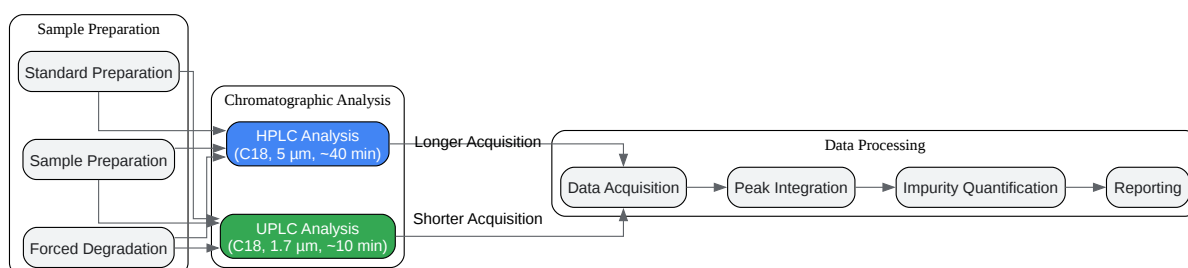 Sample Preparation
Standard Preparation
Sample Preparation
Forced Degradation
Chromatographic Analysis
HPLC Analysis
(C18, 5 µm, ~40 min)
UPLC Analysis
(C18, 1.7 µm, ~10 min)
Longer Acquisition
Shorter Acquisition
Data Processing
Data Acquisition
Peak Integration
Impurity Quantification
Reporting